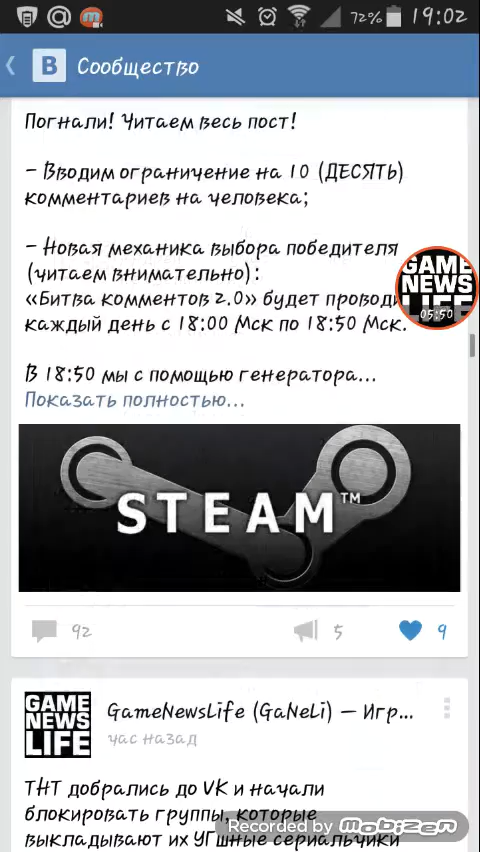 72% 19:02
B Сообщество
Погнали! Читаем весь пост!
- Вводим ограничение на 10 (ДЕСЯТЬ)
комментариев на человека;
- Новая механика выбора победителя
(читаем внимательно):
«Битва комментов 2.0» будет проводи
каждый день с 18:00 Мск по 18:50 Мск.
GAME
NEWS
LIFE
05:50
В 18:50 мы с помощью генератора...
Показать полностью...
STEAM™
92 5 9
GAME
NEWS
LIFE
GameNewsLife (GaNeLi) — Игр...
час назад
ТНТ добрались до VK и начали
блокировать группы, которые
выкладывают их УГшные сериальчики
Recorded by mobizen